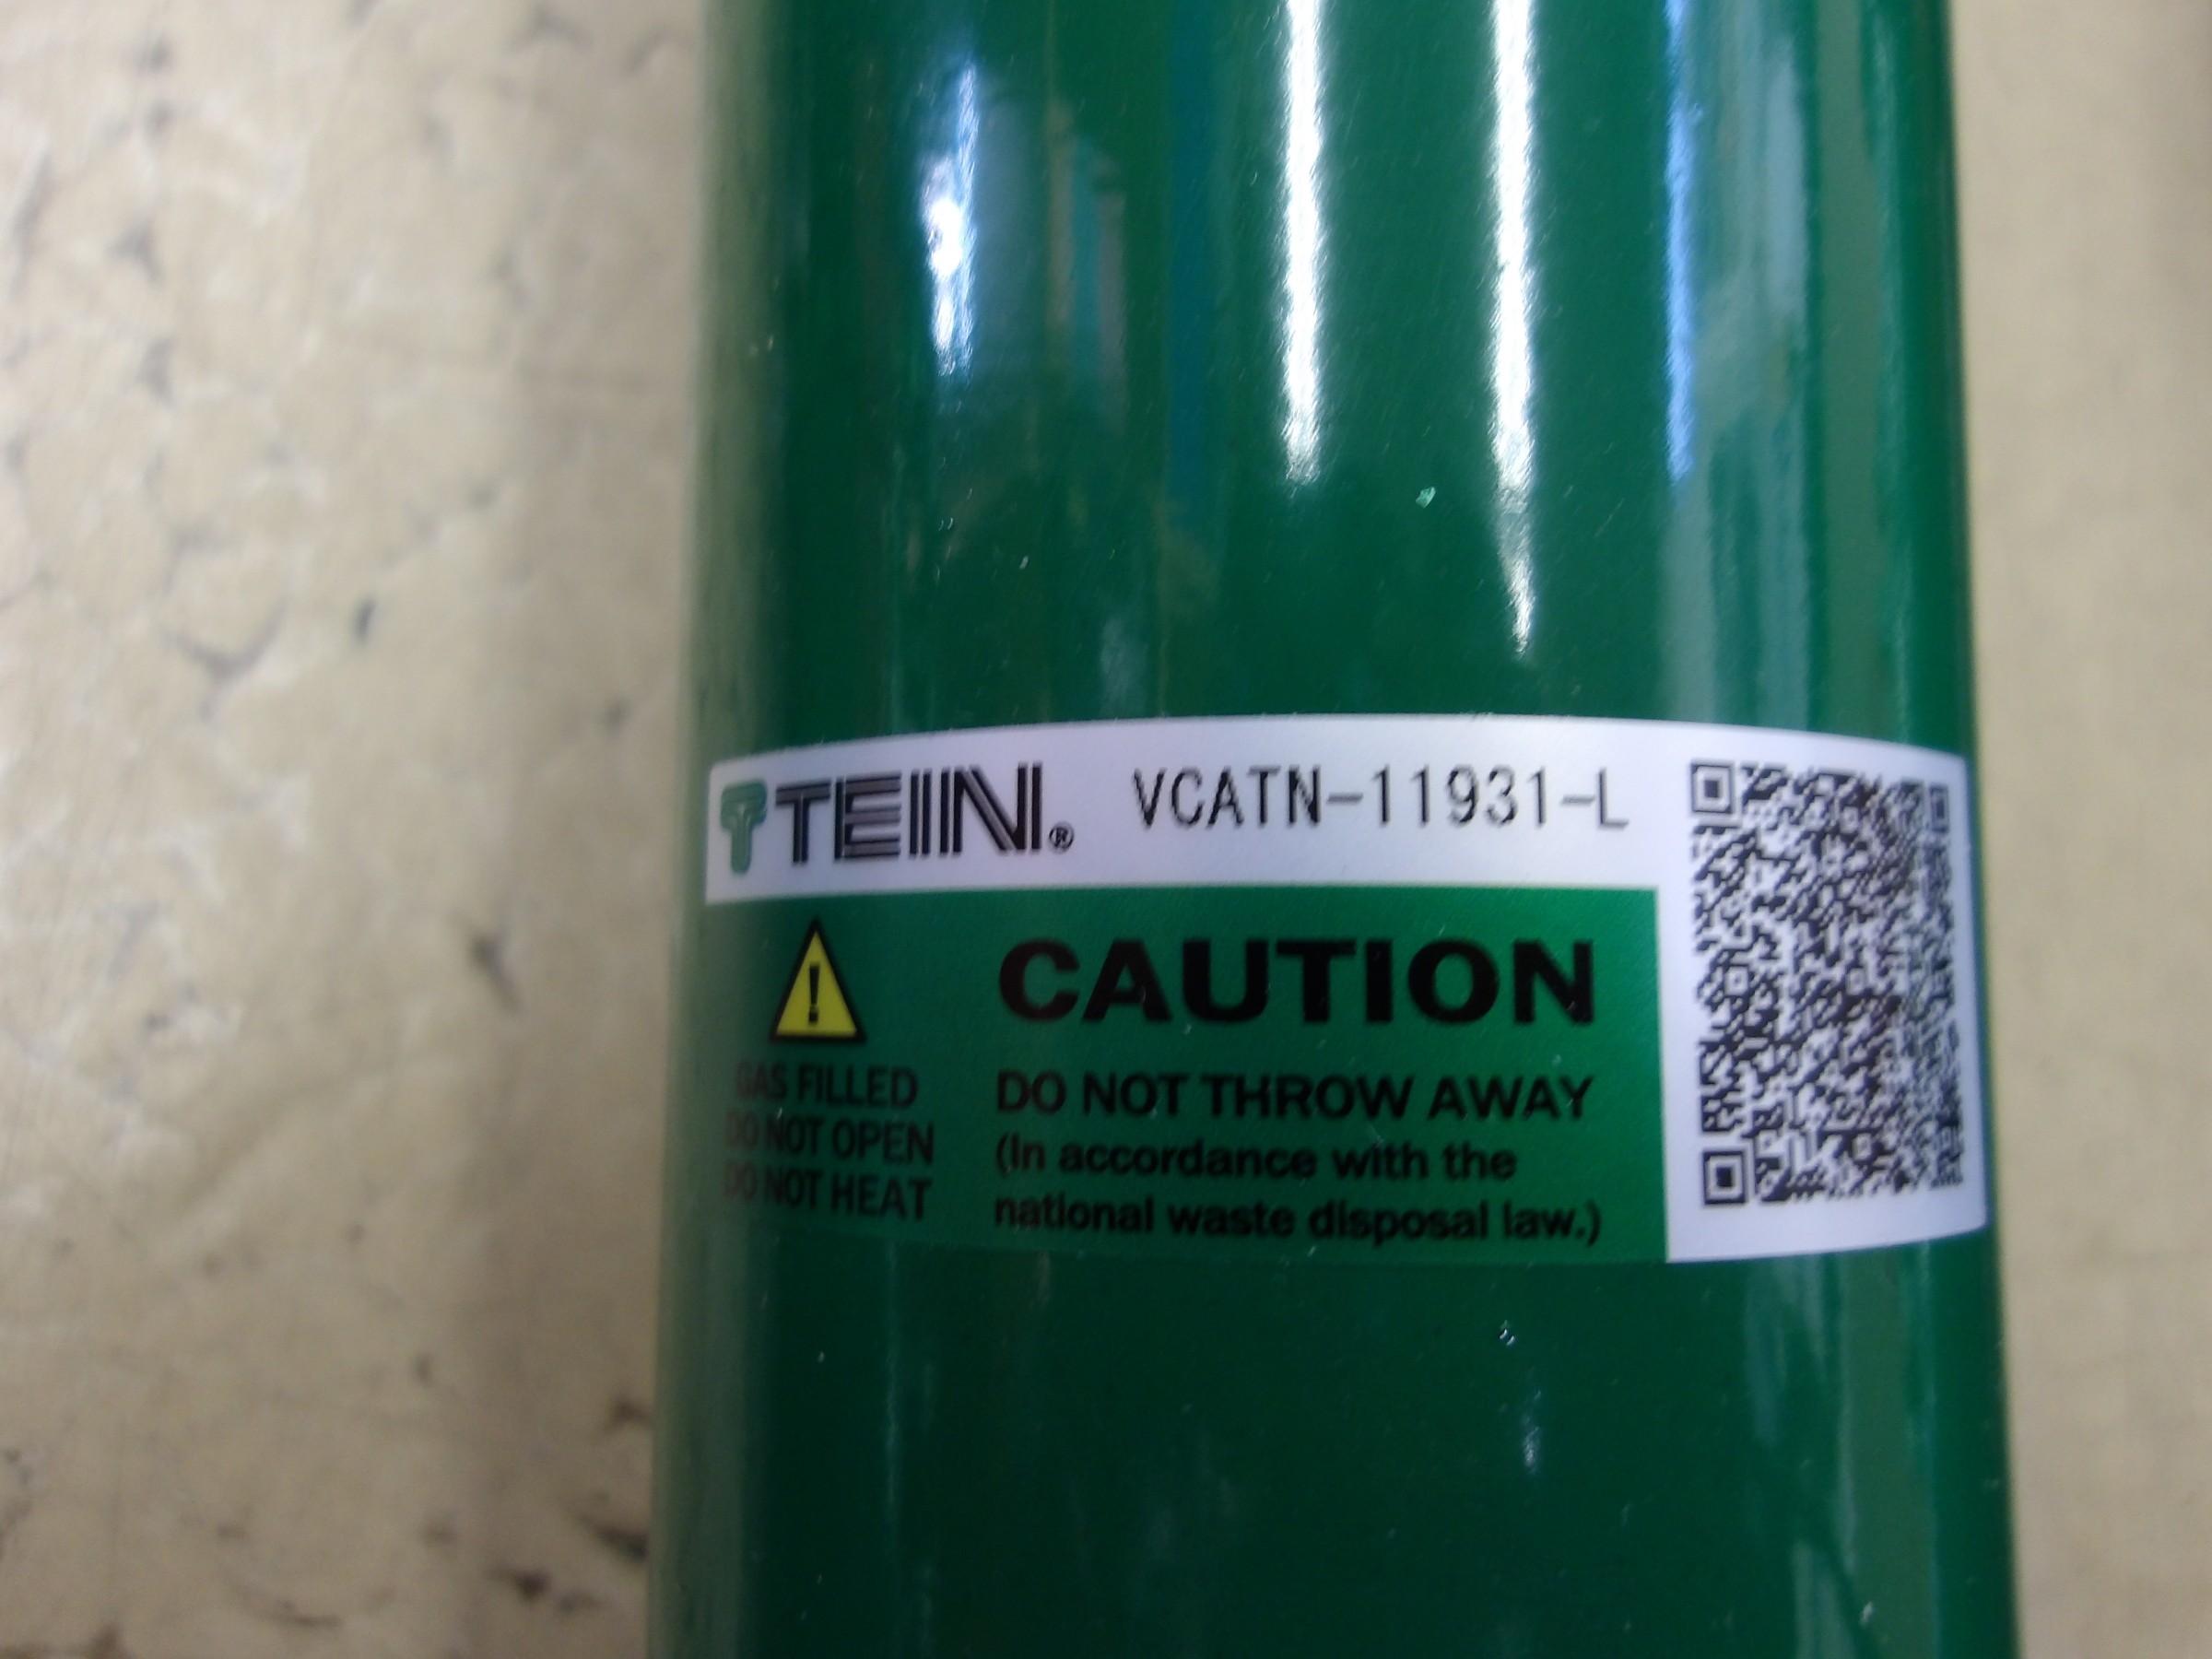 TEIN® VCATN-11931-L
CAUTION
GAS FILLED
DO NOT OPEN
DO NOT HEAT
DO NOT THROW AWAY
(In accordance with the
national waste disposal law.)